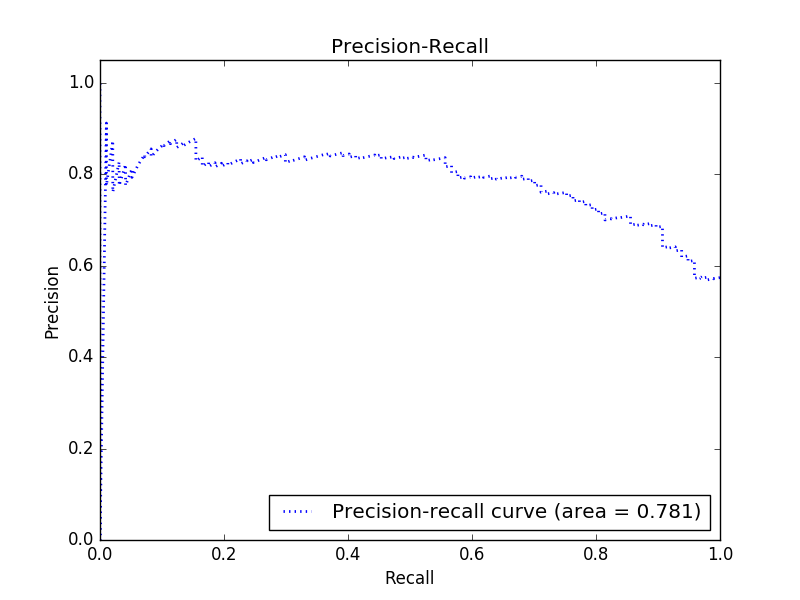 Precision-Recall
1.0
0.8
0.6
0.4
0.2
0.0
Precision
Precision-recall curve (area = 0.781)
0.0 0.2 0.4 0.6 0.8 1.0
Recall